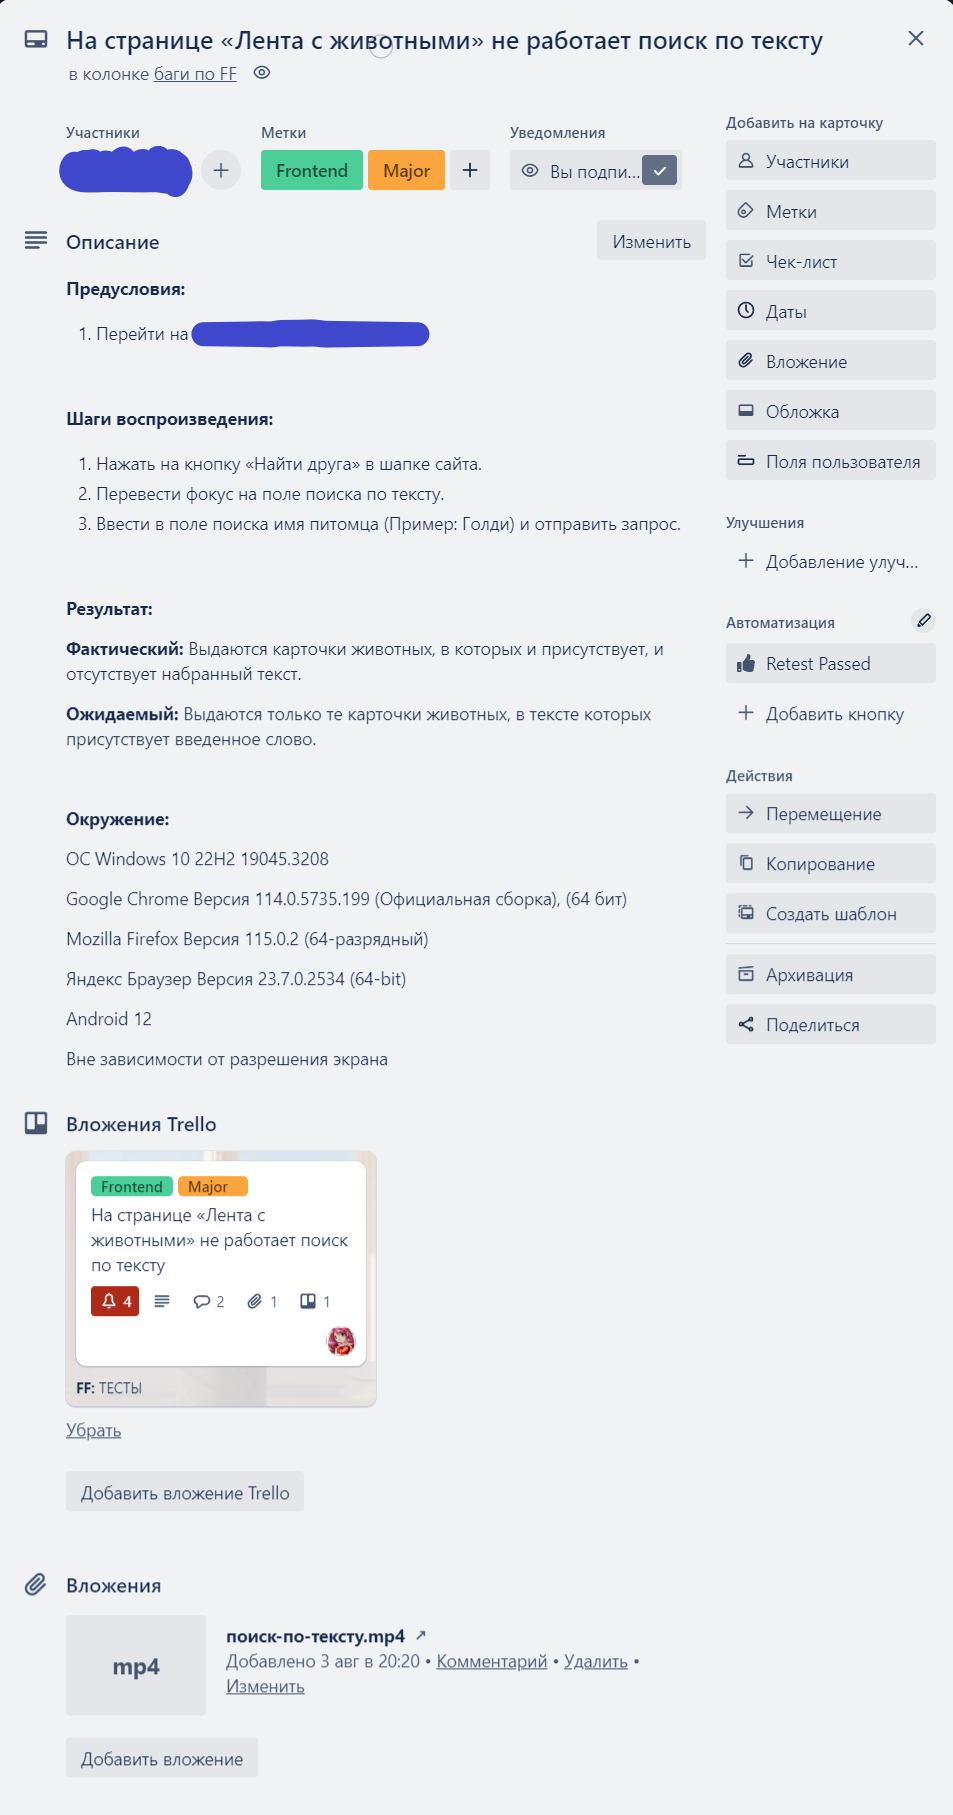 На странице «Лента с животными» не работает поиск по тексту
в колонке баги по FF
Участники
Метки
Уведомления
Frontend
Major
Вы подпи...
Описание
Изменить
Предусловия:
1. Перейти на
Шаги воспроизведения:
1. Нажать на кнопку «Найти друга» в шапке сайта.
2. Перевести фокус на поле поиска по тексту.
3. Ввести в поле поиска имя питомца (Пример: Голди) и отправить запрос.
Результат:
Фактический: Выдаются карточки животных, в которых и присутствует, и
отсутствует набранный текст.
Ожидаемый: Выдаются только те карточки животных, в тексте которых
присутствует введенное слово.
Окружение:
ОС Windows 10 22H2 19045.3208
Google Chrome Версия 114.0.5735.199 (Официальная сборка), (64 бит)
Mozilla Firefox Версия 115.0.2 (64-разрядный)
Яндекс Браузер Версия 23.7.0.2534 (64-bit)
Android 12
Вне зависимости от разрешения экрана
Вложения Trello
Frontend Major
На странице «Лента с
животными» не работает поиск
по тексту
4 2 1 1
FF: ТЕСТЫ
Убрать
Добавить вложение Trello
Вложения
mp4
поиск-по-тексту.mp4 ↗
Добавлено 3 авг в 20:20 • Комментарий • Удалить •
Изменить
Добавить вложение
Добавить на карточку
Участники
Метки
Чек-лист
Даты
Вложение
Обложка
Поля пользователя
Улучшения
Добавление улуч...
Автоматизация
Retest Passed
Добавить кнопку
Действия
Перемещение
Копирование
Создать шаблон
Архивация
Поделиться